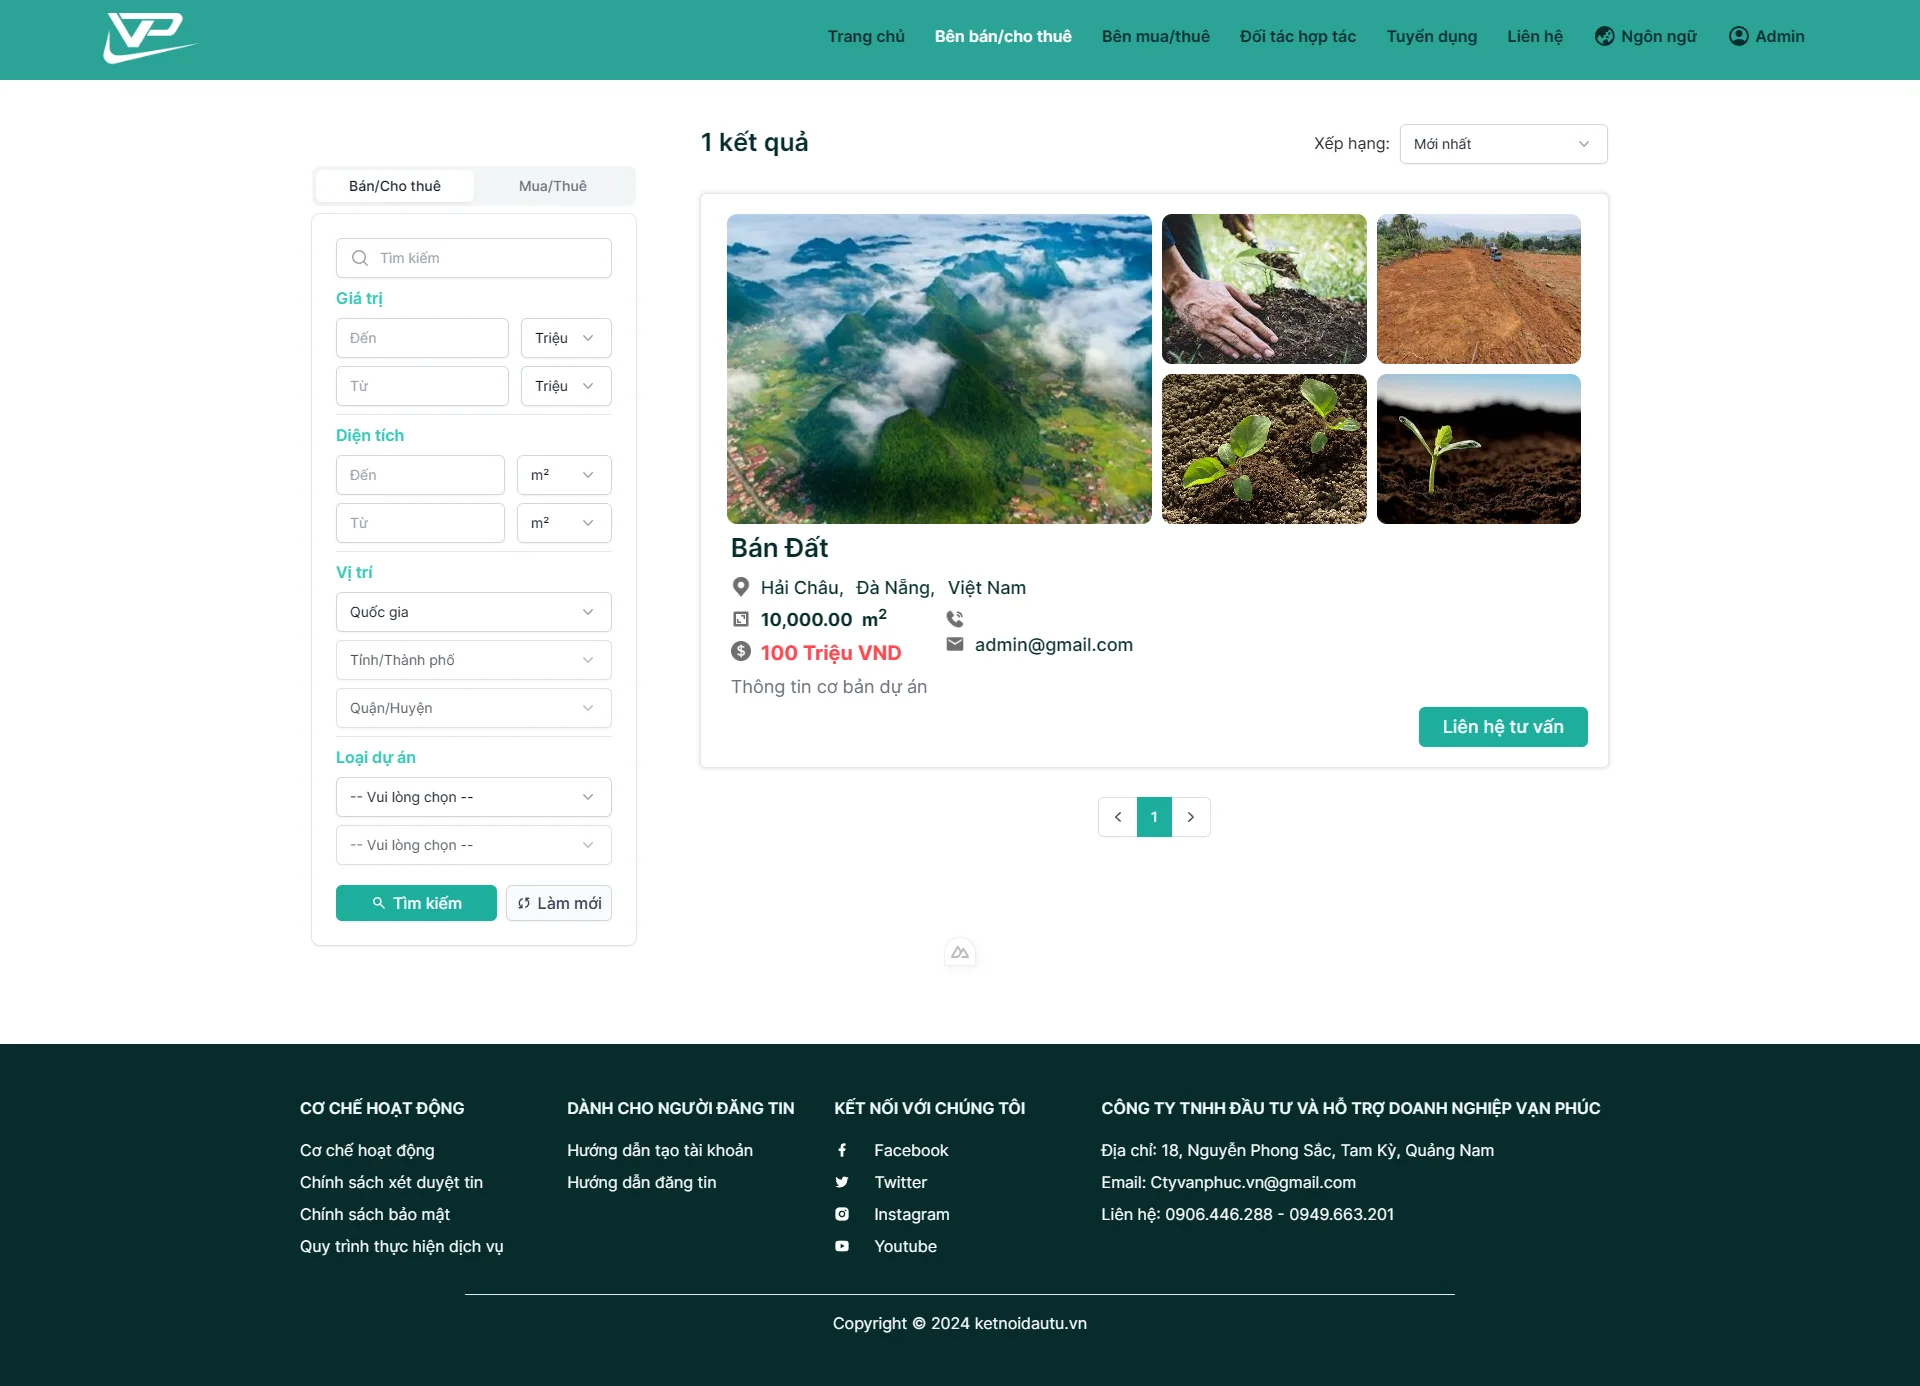 VP
Trang chủ
Bên bán/cho thuê
Bên mua/thuê
Đối tác hợp tác
Tuyển dụng
Liên hệ
Ngôn ngữ
Admin
Bán/Cho thuê
Mua/Thuê
Tìm kiếm
Giá trị
Đến
Triệu
Từ
Triệu
Diện tích
Đến
m²
Từ
m²
Vị trí
Quốc gia
Tỉnh/Thành phố
Quận/Huyện
Loại dự án
-- Vui lòng chọn --
-- Vui lòng chọn --
Tìm kiếm
Làm mới
1 kết quả
Xếp hạng:
Mới nhất
Bán Đất
Hải Châu, Đà Nẵng, Việt Nam
10,000.00 m²
100 Triệu VND
admin@gmail.com
Thông tin cơ bản dự án
Liên hệ tư vấn
1
CƠ CHẾ HOẠT ĐỘNG
Cơ chế hoạt động
Chính sách xét duyệt tin
Chính sách bảo mật
Quy trình thực hiện dịch vụ
DÀNH CHO NGƯỜI ĐĂNG TIN
Hướng dẫn tạo tài khoản
Hướng dẫn đăng tin
KẾT NỐI VỚI CHÚNG TÔI
Facebook
Twitter
Instagram
Youtube
CÔNG TY TNHH ĐẦU TƯ VÀ HỖ TRỢ DOANH NGHIỆP VẠN PHÚC
Địa chỉ: 18, Nguyễn Phong Sắc, Tam Kỳ, Quảng Nam
Email: Ctyvanphuc.vn@gmail.com
Liên hệ: 0906.446.288 - 0949.663.201
Copyright © 2024 ketnoidautu.vn